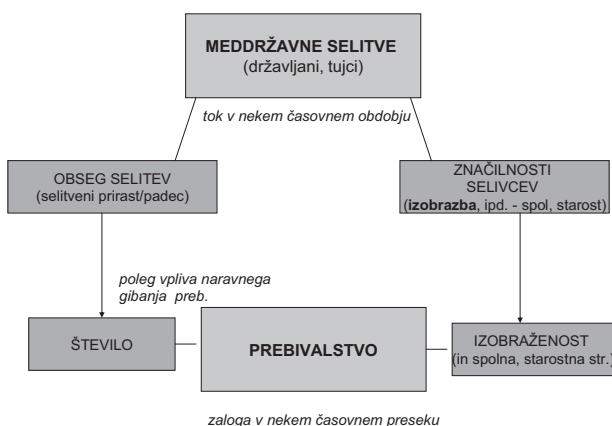 MEDDRŽAVNE SELITVE
(državljani, tujci)
tok v nekem časovnem obdobju
OBSEG SELITEV
(selitveni prirast/padec)
ZNAČILNOSTI
SELIVCEV
(izobrazba, ipd. - spol, starost)
poleg vpliva naravnega
gibanja preb.
ŠTEVILO
PREBIVALSTVO
IZOBRAŽENOST
(in spolna, starostna str.)
zaloga v nekem časovnem preseku